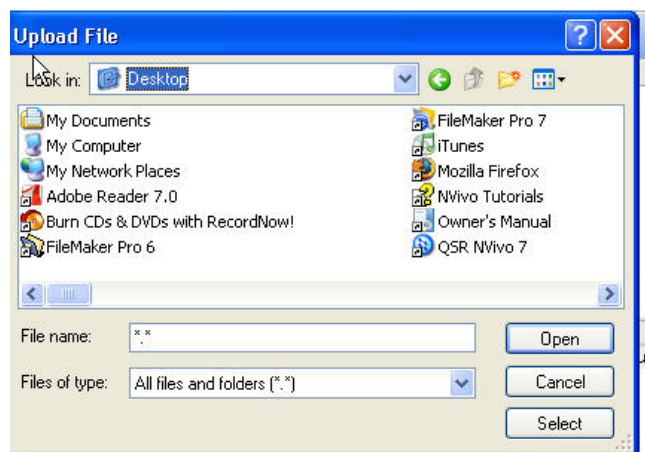 Upload File
Look in: Desktop
My Documents
My Computer
My Network Places
Adobe Reader 7.0
Burn CDs & DVDs with RecordNow!
FileMaker Pro 6
FileMaker Pro 7
iTunes
Mozilla Firefox
NVivo Tutorials
Owner's Manual
QSR NVivo 7
File name: *.*
Open
Files of type: All files and folders (*.*)
Cancel
Select